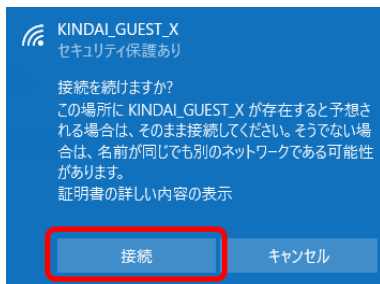 KINDAI_GUEST_X
セキュリティ保護あり
接続を続けますか?
この場所に KINDAI_GUEST_X が存在すると予想さ
れる場合は、そのまま接続してください。そうでない場
合は、名前が同じでも別のネットワークである可能性
があります。
証明書の詳しい内容の表示
接続 キャンセル